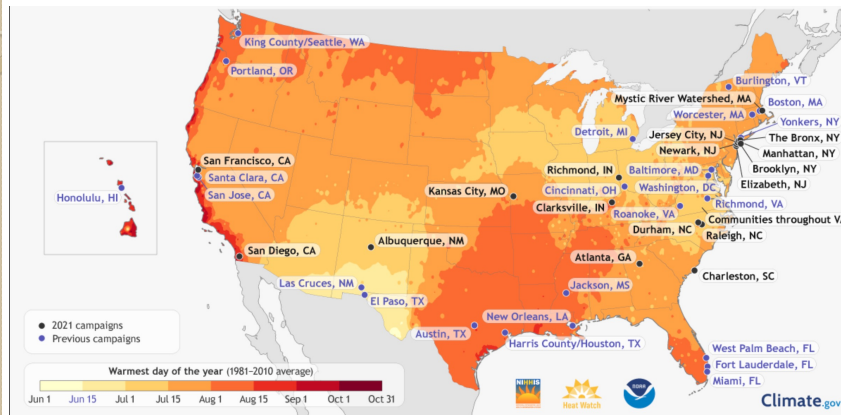 King County/Seattle, WA
Portland, OR
Burlington, VT
Mystic River Watershed, MA
Boston, MA
Worcester, MA
Yonkers, NY
Detroit, MI
Jersey City, NJ
The Bronx, NY
Newark, NJ
Manhattan, NY
San Francisco, CA
Richmond, IN
Baltimore, MD
Brooklyn, NY
Santa Clara, CA
Honolulu, HI
Kansas City, MO
Cincinnati, OH
Washington, DC
Elizabeth, NJ
San Jose, CA
Clarksville, IN
Richmond, VA
Roanoke, VA
Communities throughout VA
Durham, NC
Raleigh, NC
Albuquerque, NM
San Diego, CA
Atlanta, GA
Charleston, SC
Las Cruces, NM
Jackson, MS
El Paso, TX
New Orleans, LA
Austin, TX
Harris County/Houston, TX
2021 campaigns
Previous campaigns
West Palm Beach, FL
Fort Lauderdale, FL
Miami, FL
Warmest day of the year (1981–2010 average)
Jun 1 Jun 15 Jul 1 Jul 15 Aug 1 Aug 15 Sep 1 Oct 1 Oct 31
NIHHIS
Heat Watch
NOAA
Climate.gov